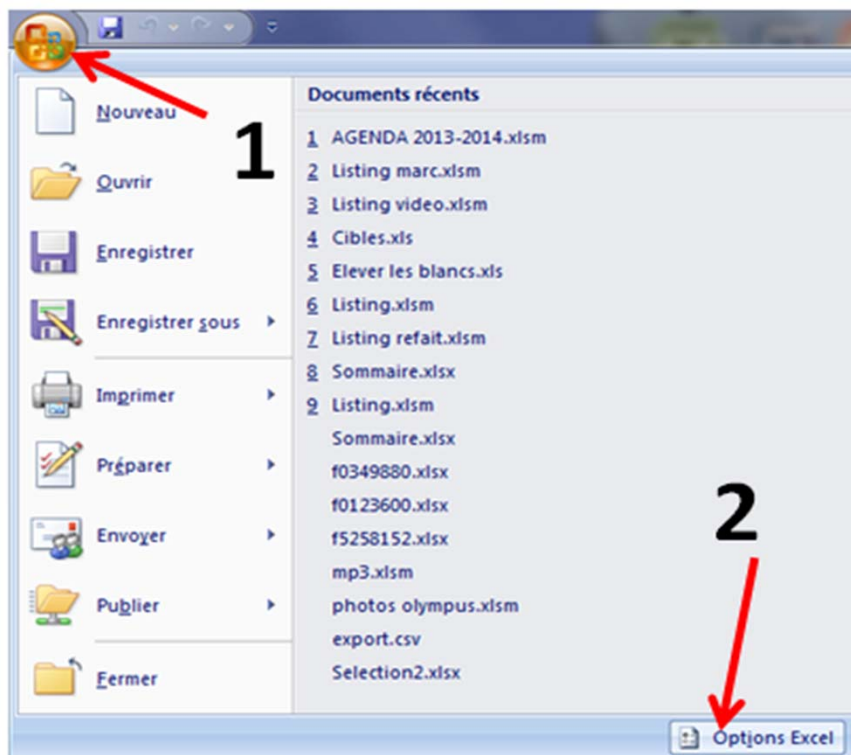 1
Nouveau
Ouvrir
Enregistrer
Enregistrer sous
Imprimer
Préparer
Envoyer
Publier
Fermer
Documents récents
1 AGENDA 2013-2014.xlsm
2 Listing marc.xlsm
3 Listing video.xlsm
4 Cibles.xls
5 Elever les blancs.xls
6 Listing.xlsm
7 Listing refait.xlsm
8 Sommaire.xlsx
9 Listing.xlsm
Sommaire.xlsx
f0349880.xlsx
f0123600.xlsx
f5258152.xlsx
mp3.xlsm
photos olympus.xlsm
export.csv
Selection2.xlsx
2
Options Excel